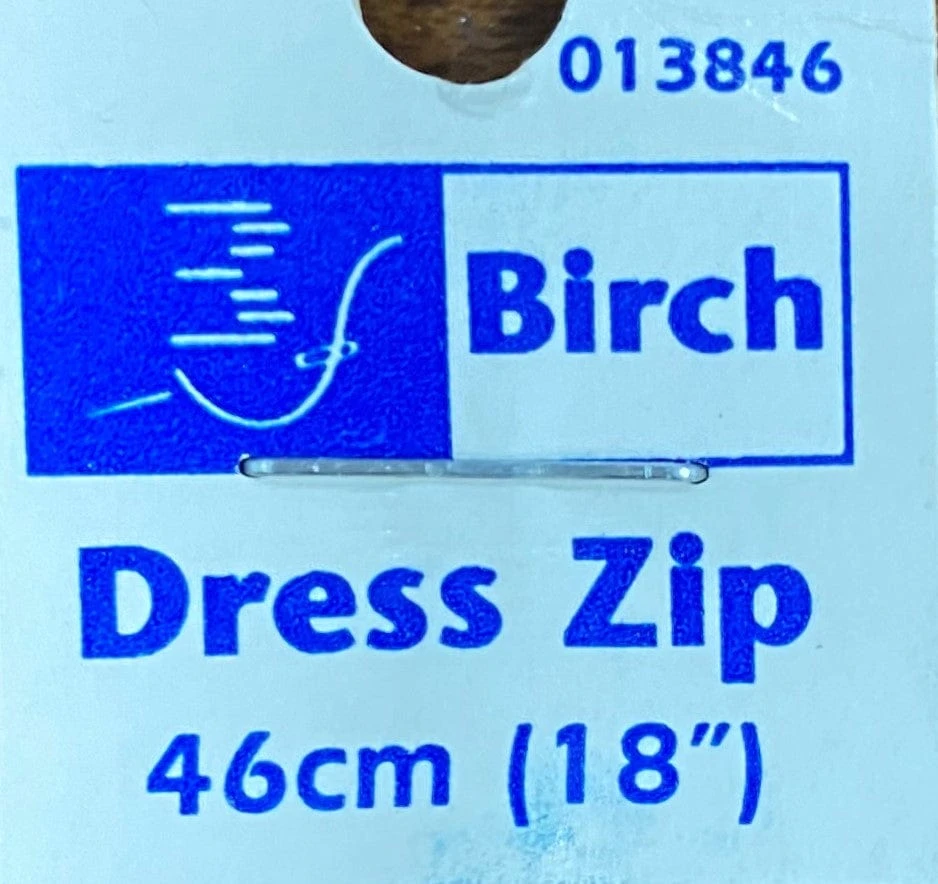 013846
Birch
Dress Zip
46cm (18″)